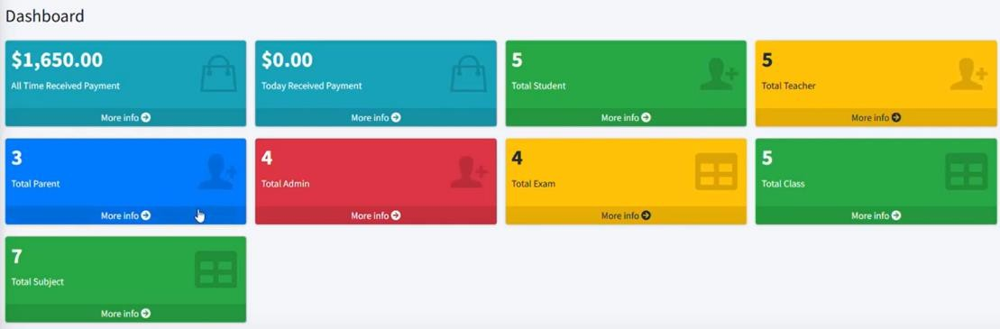 Dashboard
$1,650.00
All Time Received Payment
More info
$0.00
Today Received Payment
More info
5
Total Student
More info
5
Total Teacher
More info
3
Total Parent
More info
4
Total Admin
More info
4
Total Exam
More info
5
Total Class
More info
7
Total Subject
More info